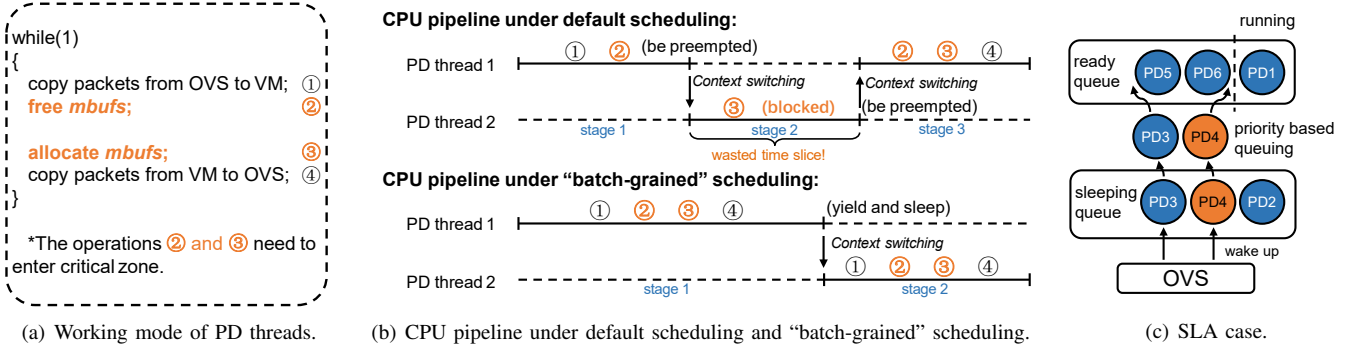 while(1)
{
copy packets from OVS to VM; ①
free mbufs; ②
allocate mbufs; ③
copy packets from VM to OVS; ④
}
*The operations ② and ③ need to
enter critical zone.
(a) Working mode of PD threads.
CPU pipeline under default scheduling:
① ② (be preempted) ② ③ ④
PD thread 1
Context switching Context switching
③ (blocked) (be preempted)
PD thread 2
stage 1 stage 2 stage 3
wasted time slice!
CPU pipeline under “batch-grained” scheduling:
① ② ③ ④ (yield and sleep)
PD thread 1
Context switching
① ② ③ ④
PD thread 2
stage 1 stage 2
(b) CPU pipeline under default scheduling and “batch-grained” scheduling.
running
ready
queue
PD5 PD6 PD1
PD3 PD4
priority based
queuing
sleeping
queue
PD3 PD4 PD2
wake up
OVS
(c) SLA case.